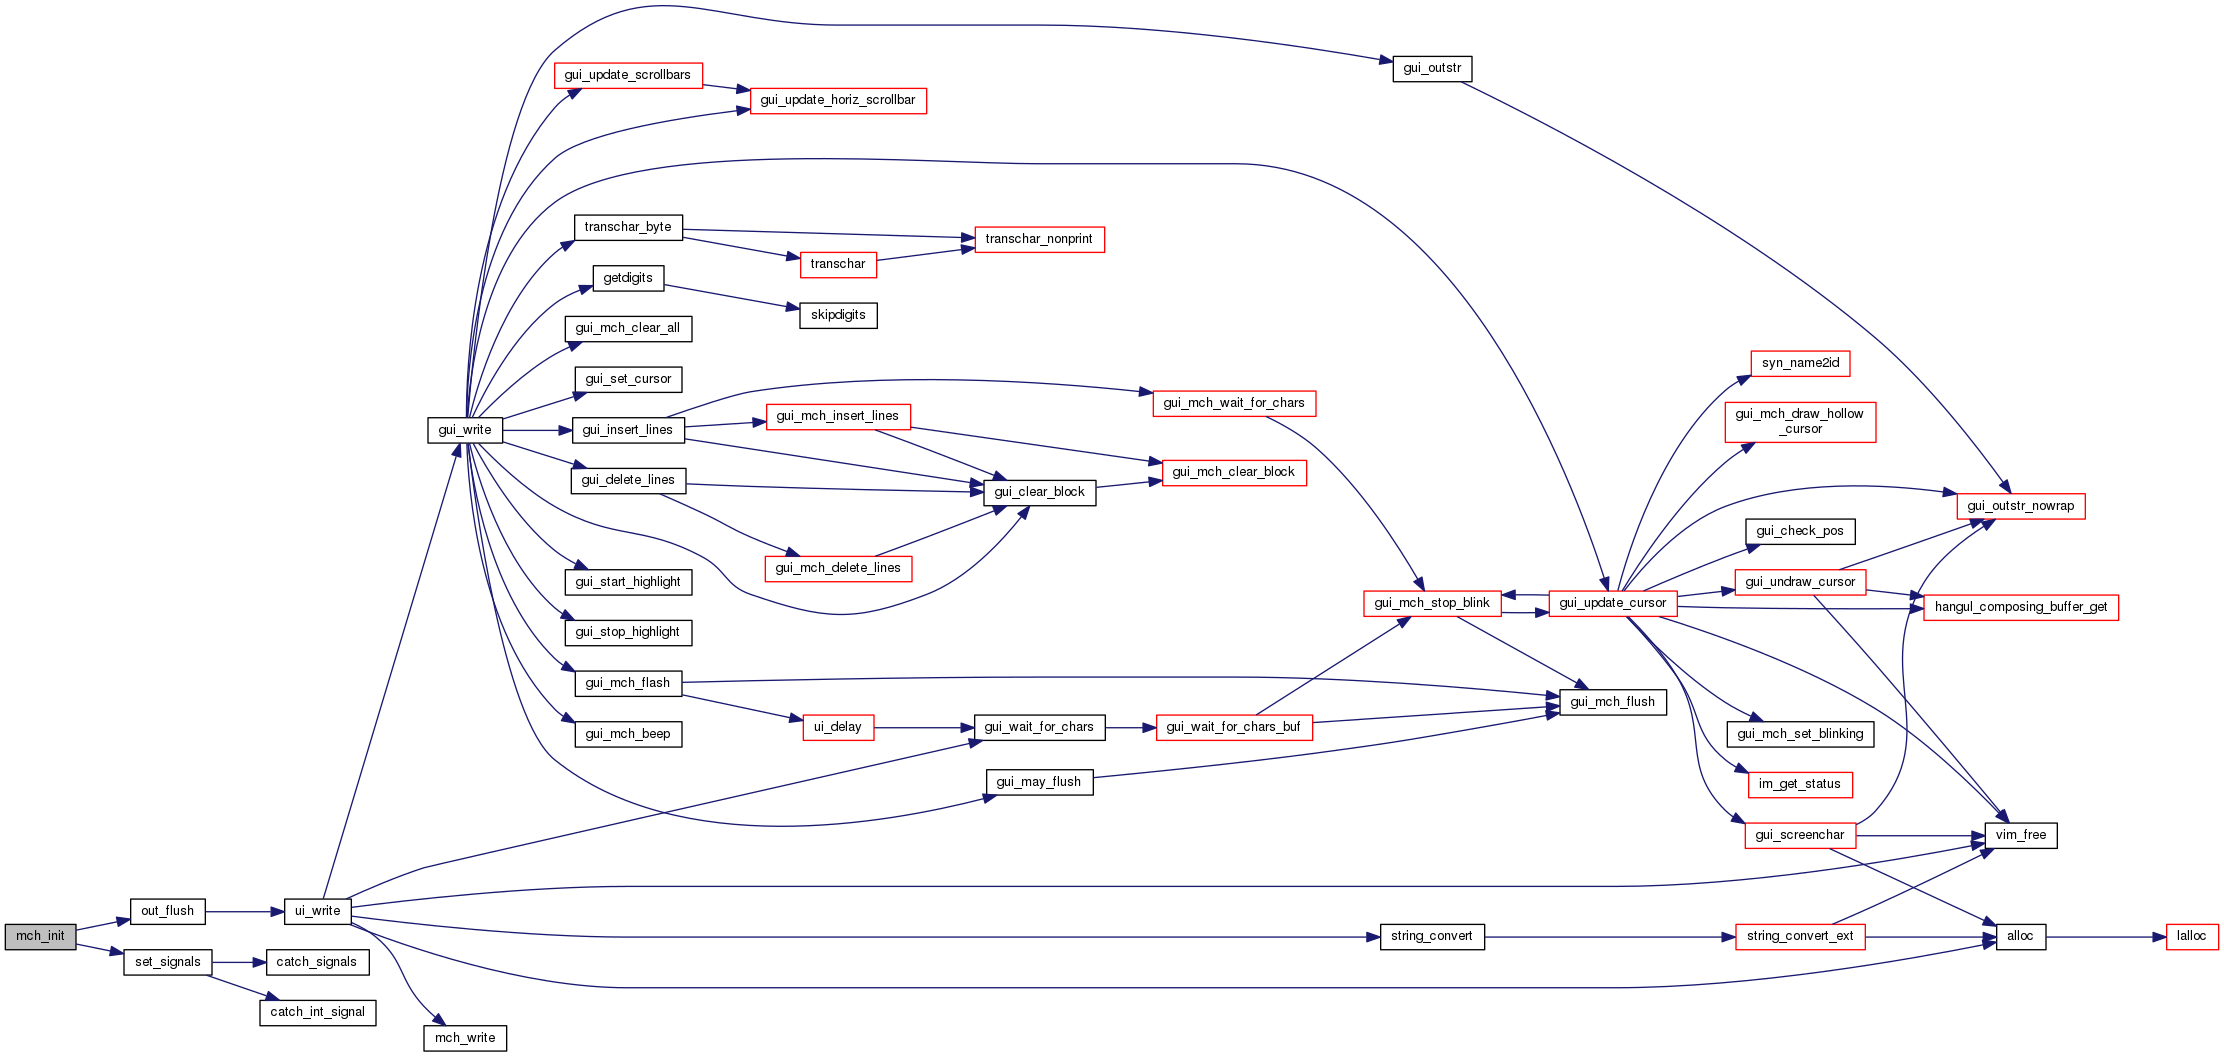 gui_outstr
gui_update_scrollbars
gui_update_horiz_scrollbar
transchar_byte
transchar_nonprint
transchar
getdigits
skipdigits
gui_mch_clear_all
syn_name2id
gui_set_cursor
gui_mch_wait_for_chars
gui_mch_insert_lines
gui_mch_draw_hollow
_cursor
gui_write
gui_insert_lines
gui_mch_clear_block
gui_delete_lines
gui_clear_block
gui_outstr_nowrap
gui_check_pos
gui_mch_delete_lines
gui_start_highlight
gui_undraw_cursor
gui_mch_stop_blink
gui_update_cursor
hangul_composing_buffer_get
gui_stop_highlight
gui_mch_flash
gui_mch_flush
ui_delay
gui_wait_for_chars
gui_wait_for_chars_buf
gui_mch_beep
gui_mch_set_blinking
gui_may_flush
im_get_status
gui_screenchar
vim_free
out_flush
ui_write
mch_init
string_convert
string_convert_ext
alloc
lalloc
set_signals
catch_signals
catch_int_signal
mch_write